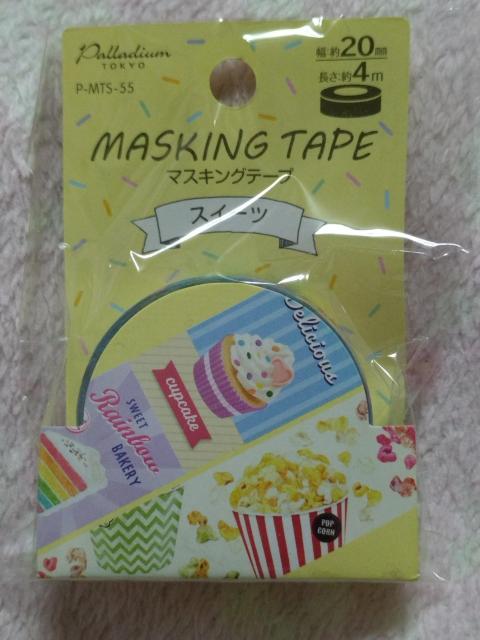 Palladium
TOKYO
P-MTS-55
幅:約20mm
長さ:約4m
MASKING TAPE
マスキングテープ
スイーツ
Delicious
cupcake
SWEET
Rainbow
BAKERY
POP
CORN